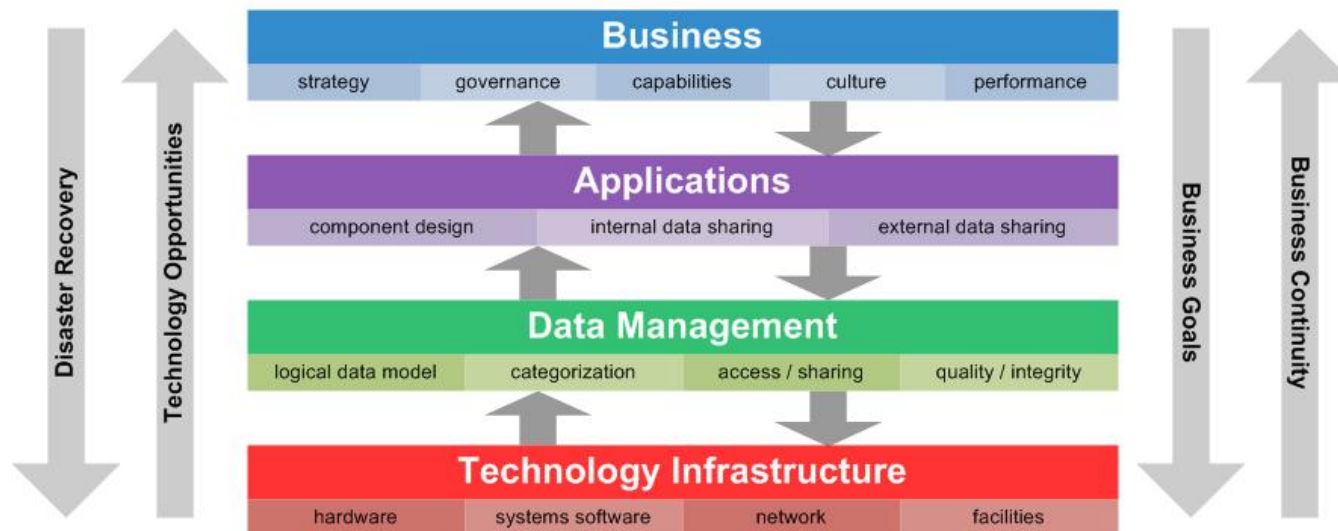 Business
strategy governance capabilities culture performance
Applications
component design internal data sharing external data sharing
Data Management
logical data model categorization access / sharing quality / integrity
Technology Infrastructure
hardware systems software network facilities
Disaster Recovery
Technology Opportunities
Business Goals
Business Continuity